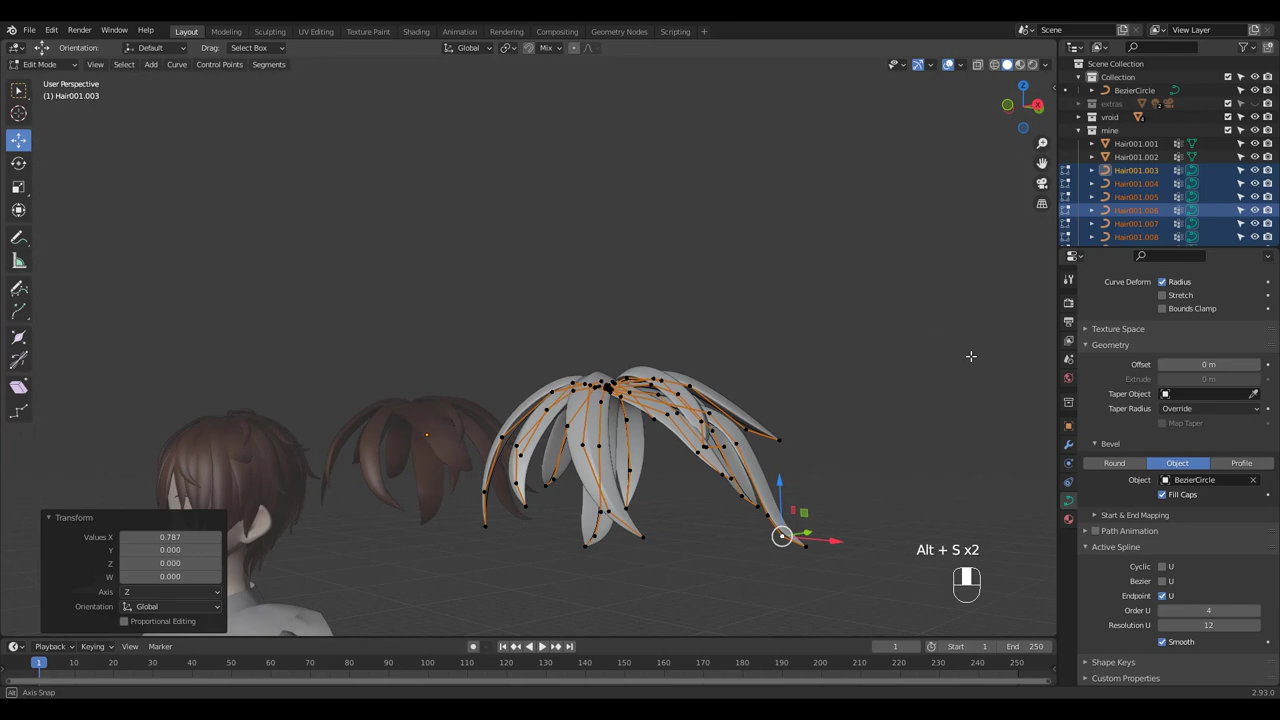 File Edit Render Window Help Layout Modeling Sculpting UV Editing Texture Paint Shading Animation Rendering Compositing Geometry Nodes Scripting + Scene View Layer
Orientation: Default Drag: Select Box Global Mix
Edit Mode View Select Add Curve Control Points Segments
User Perspective
(1) Hair001.003
Z
X
Scene Collection
Collection
BezierCircle
extras 2
vroid 4
mine
Hair001.001
Hair001.002
Hair001.003
Hair001.004
Hair001.005
Hair001.006
Hair001.007
Hair001.008
Curve Deform Radius
Stretch
Bounds Clamp
Texture Space
Geometry
Offset 0 m
Extrude 0 m
Taper Object
Taper Radius Override
Map Taper
Bevel
Round Object Profile
Object BezierCircle
Fill Caps
Start & End Mapping
Path Animation
Active Spline
Cyclic U
Bezier U
Endpoint U
Order U 4
Resolution U 12
Smooth
Shape Keys
Custom Properties
Transform
Values X 0.787
Y 0.000
Z 0.000
W 0.000
Axis Z
Orientation Global
Proportional Editing
Alt + S x2
Playback Keying View Marker 1 Start 1 End 250
1 10 20 30 40 50 60 70 80 90 100 110 120 130 140 150 160 170 180 190 200 210 220 230 240 250
Alt Axis Snap 2.93.0